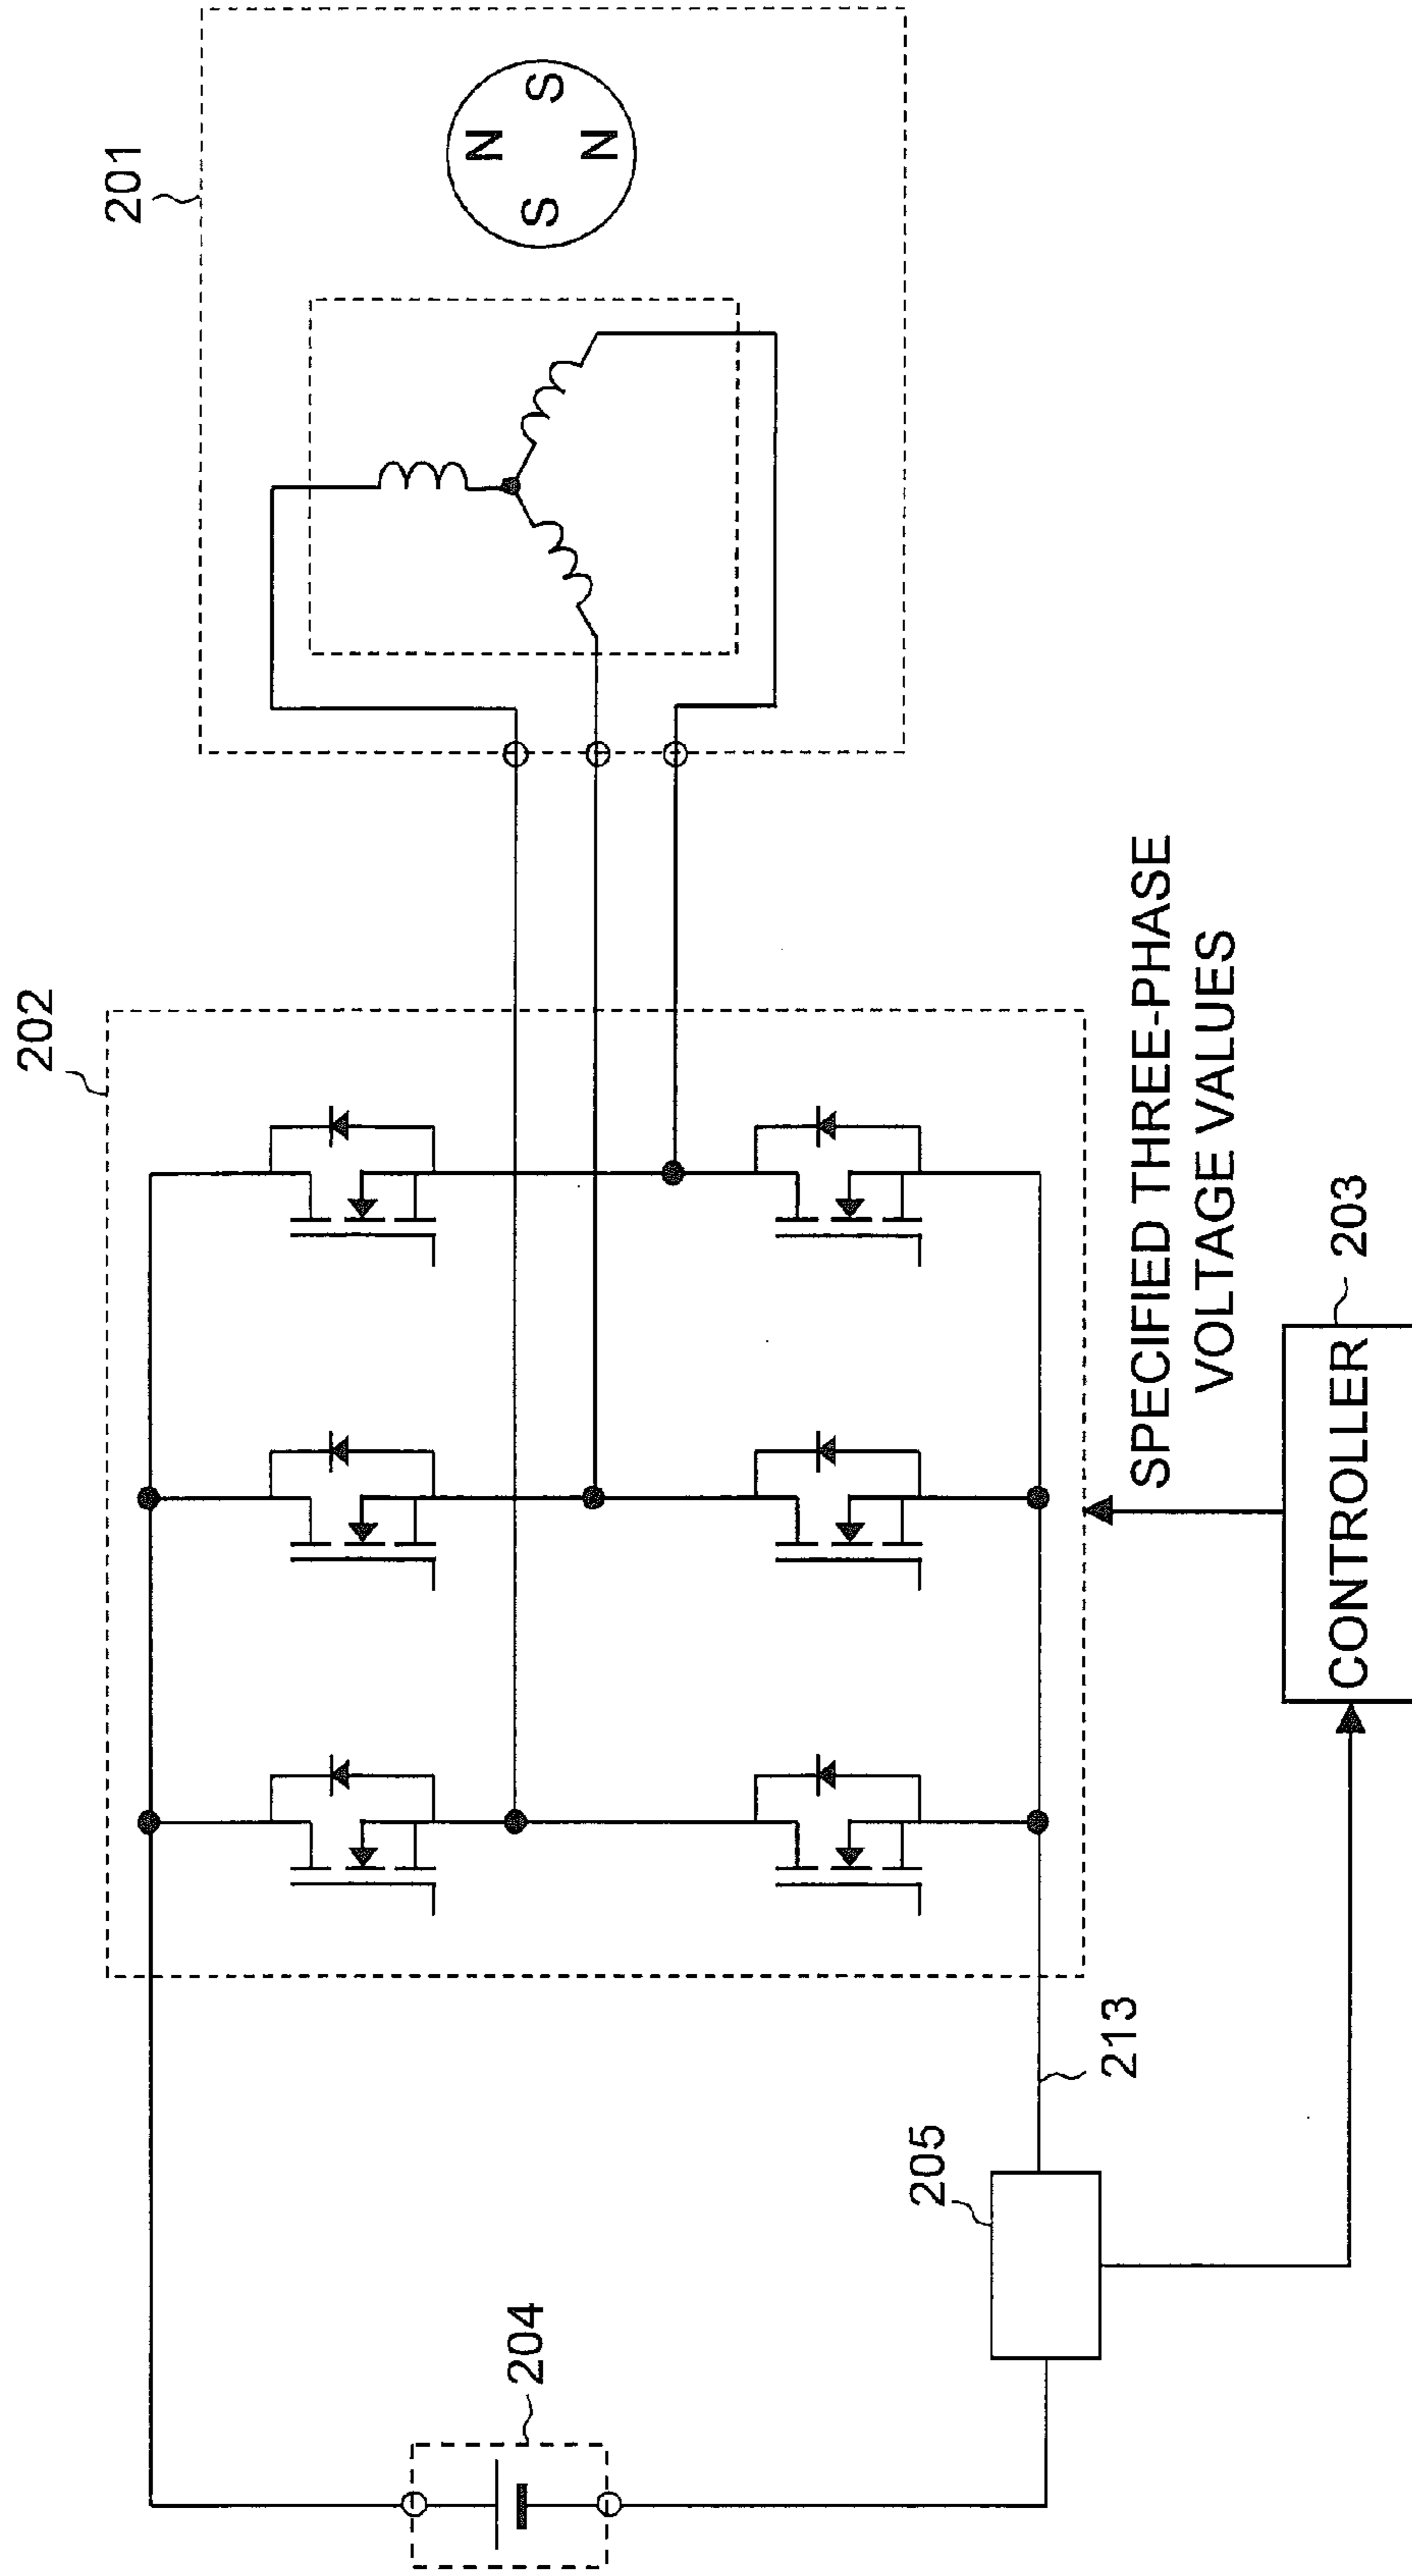 202
201
N
S
S
N
204
205
213
SPECIFIED THREE-PHASE
VOLTAGE VALUES
CONTROLLER
203